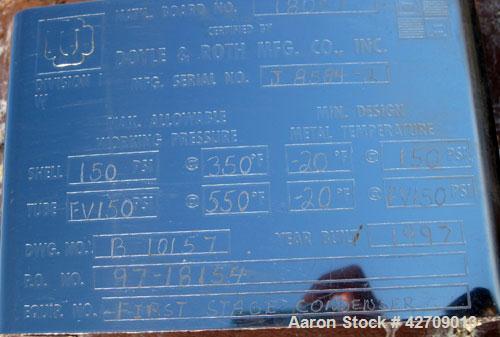 NAT'L BOARD NO.
CERTIFIED BY
DOYLE & ROTH MFG. CO., INC.
DIVISION 1
W
MFG. SERIAL NO. J 8584-2
MAX. ALLOWABLE MIN. DESIGN
WORKING PRESSURE METAL TEMPERATURE
SHELL 150 PSI @ 350 °F -20 °F @ 150 PSI
TUBE FV150 PSI @ 550 °F -20 °F @ FV150 PSI
DWG. NO. B 10157 YEAR BUILT 1997
P.O. NO. 97-18154
EQUIP. NO. FIRST STAGE CONDENSER
Aaron Stock # 42709013